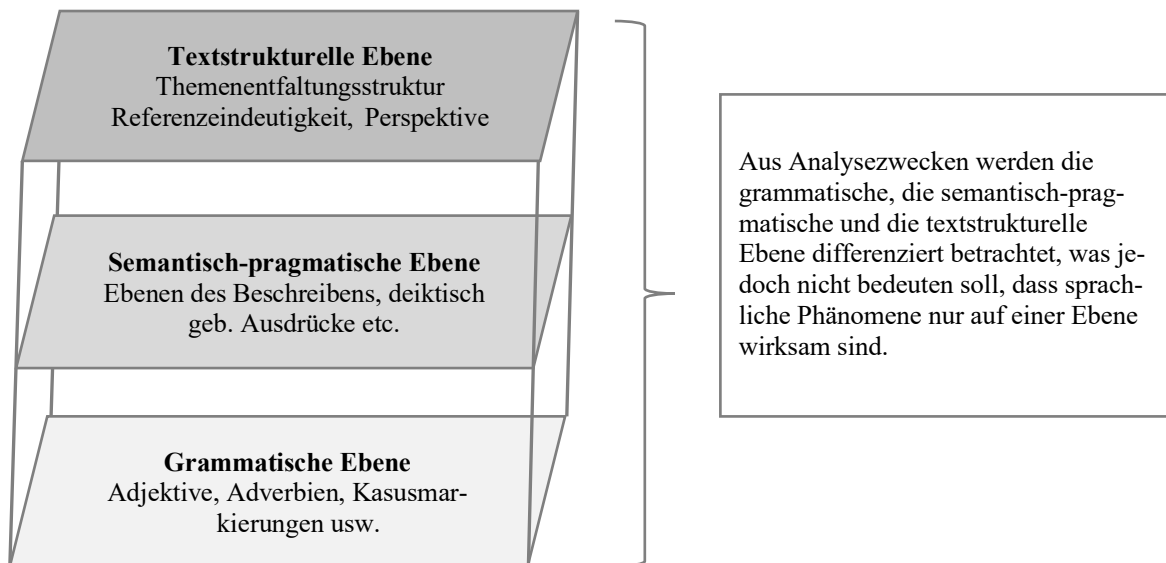 Textstrukturelle Ebene
Themenentfaltungsstruktur
Referenzeindeutigkeit, Perspektive
Semantisch-pragmatische Ebene
Ebenen des Beschreibens, deiktisch
geb. Ausdrücke etc.
Grammatische Ebene
Adjektive, Adverbien, Kasusmar-
kierungen usw.
Aus Analysezwecken werden die
grammatische, die semantisch-prag-
matische und die textstrukturelle
Ebene differenziert betrachtet, was je-
doch nicht bedeuten soll, dass sprach-
liche Phänomene nur auf einer Ebene
wirksam sind.